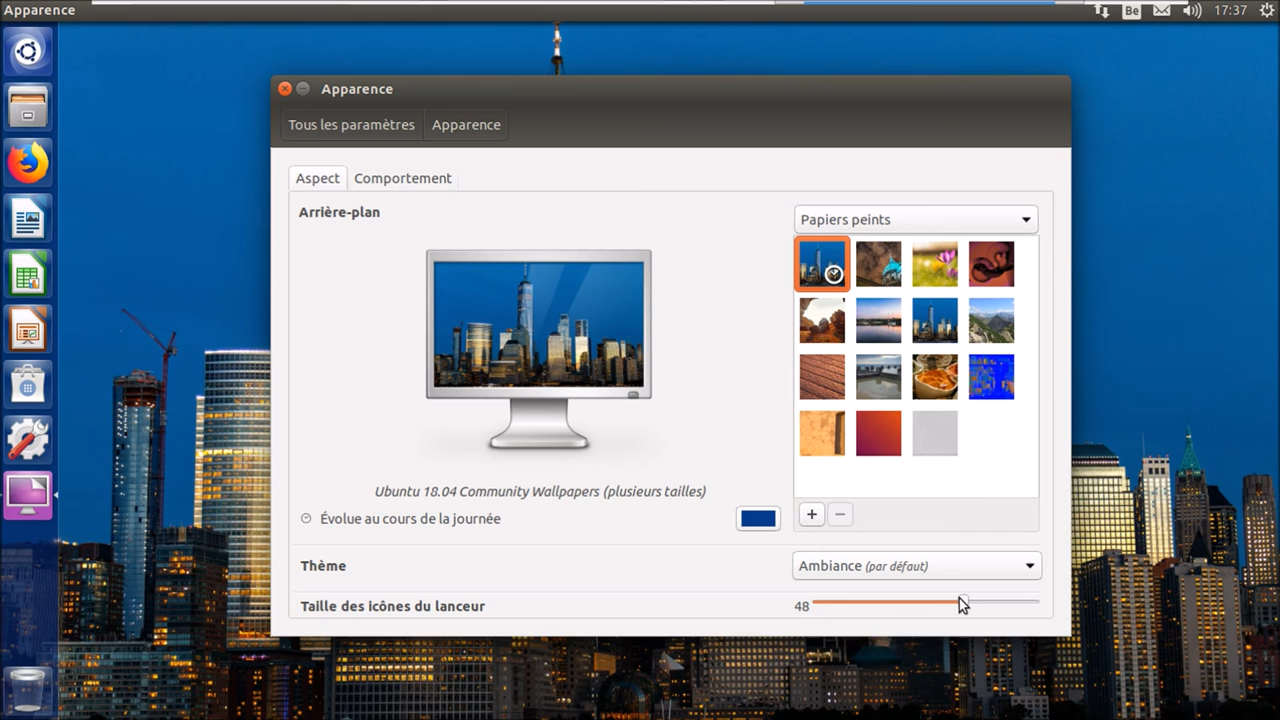 Apparence
Be
17:37
Apparence
Tous les paramètres
Apparence
Aspect
Comportement
Arrière-plan
Papiers peints
Ubuntu 18.04 Community Wallpapers (plusieurs tailles)
Évolue au cours de la journée
Thème
Ambiance (par défaut)
Taille des icônes du lanceur
48